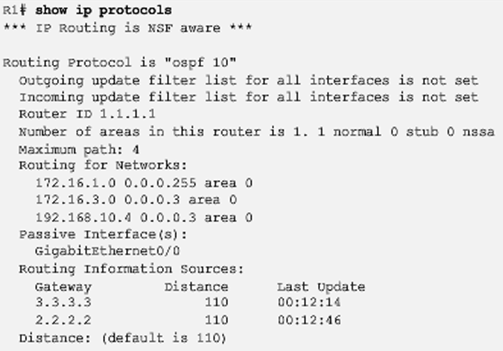 R1# show ip protocols
*** IP Routing is NSF aware ***
Routing Protocol is "ospf 10"
Outgoing update filter list for all interfaces is not set
Incoming update filter list for all interfaces is not set
Router ID 1.1.1.1
Number of areas in this router is 1. 1 normal 0 stub 0 nssa
Maximum path: 4
Routing for Networks:
172.16.1.0 0.0.0.255 area 0
172.16.3.0 0.0.0.3 area 0
192.168.10.4 0.0.0.3 area 0
Passive Interface(s):
GigabitEthernet0/0
Routing Information Sources:
Gateway Distance Last Update
3.3.3.3 110 00:12:14
2.2.2.2 110 00:12:46
Distance: (default is 110)